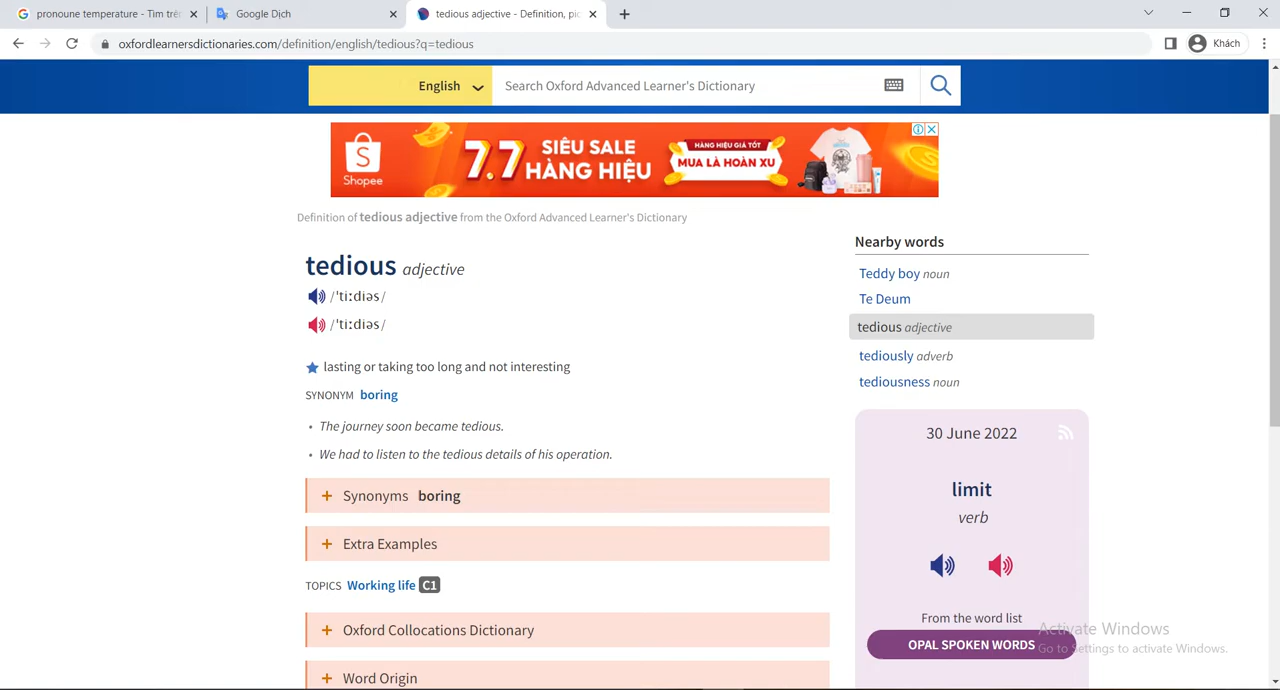 pronoune temperature - Tìm trên
Google Dịch
tedious adjective - Definition, pic
oxfordlearnersdictionaries.com/definition/english/tedious?q=tedious
Khách
English
Search Oxford Advanced Learner's Dictionary
Shopee
7.7
SIÊU SALE
HÀNG HIỆU
HÀNG HIỆU GIÁ TỐT
MUA LÀ HOÀN XU
Definition of tedious adjective from the Oxford Advanced Learner's Dictionary
tedious adjective
/ˈtiːdiəs/
/ˈtiːdiəs/
lasting or taking too long and not interesting
SYNONYM boring
• The journey soon became tedious.
• We had to listen to the tedious details of his operation.
+ Synonyms boring
+ Extra Examples
TOPICS Working life C1
+ Oxford Collocations Dictionary
+ Word Origin
Nearby words
Teddy boy noun
Te Deum
tedious adjective
tediously adverb
tediousness noun
30 June 2022
limit
verb
From the word list
OPAL SPOKEN WORDS
Activate Windows
Go to Settings to activate Windows.